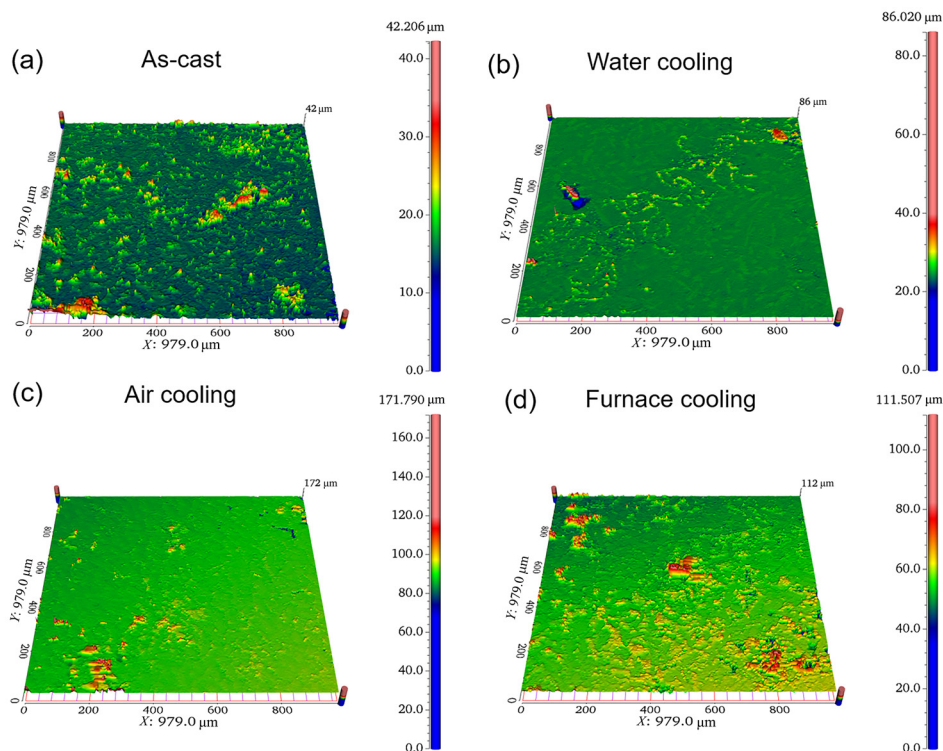 (a)
As-cast
42.206 μm
40.0
30.0
20.0
10.0
0.0
42 μm
800
600
400
200
0
Y: 979.0 μm
0
200
400
600
800
X: 979.0 μm
(b)
Water cooling
86.020 μm
80.0
60.0
40.0
20.0
0.0
86 μm
800
600
400
200
0
Y: 979.0 μm
0
200
400
600
800
X: 979.0 μm
(c)
Air cooling
171.790 μm
160.0
140.0
120.0
100.0
80.0
60.0
40.0
20.0
0.0
172 μm
800
600
400
200
0
Y: 979.0 μm
0
200
400
600
800
X: 979.0 μm
(d)
Furnace cooling
111.507 μm
100.0
80.0
60.0
40.0
20.0
0.0
112 μm
800
600
400
200
0
Y: 979.0 μm
0
200
400
600
800
X: 979.0 μm